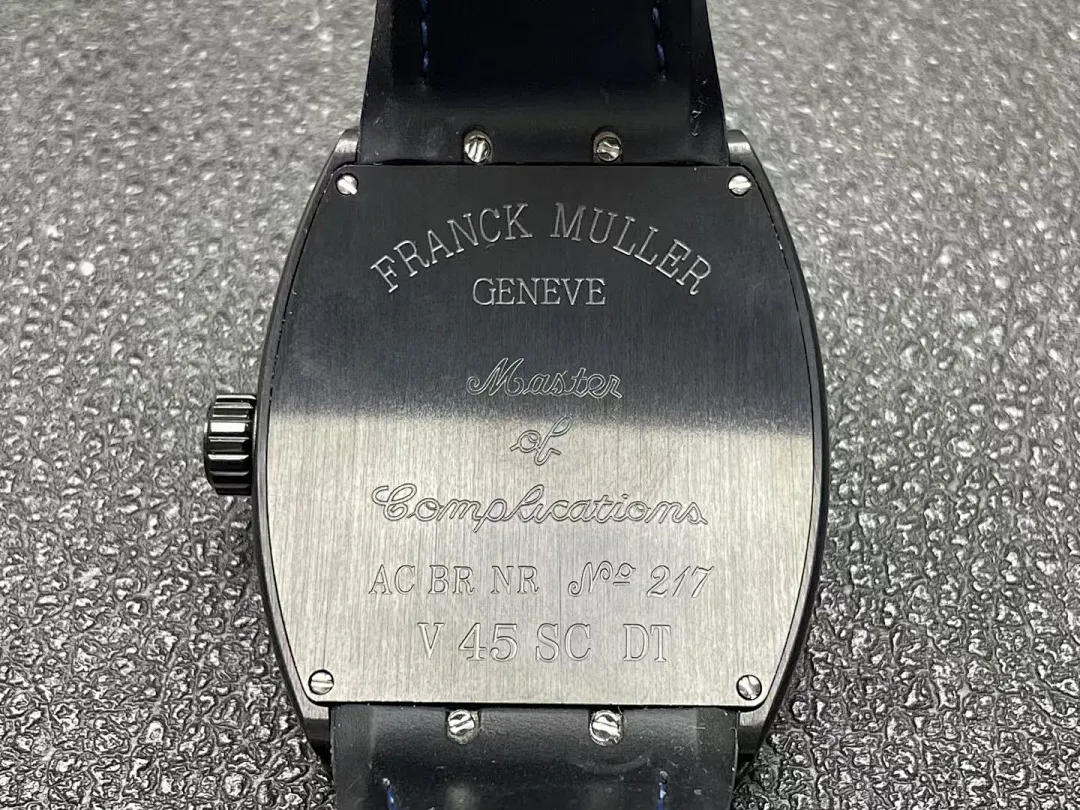 FRANCK MULLER
GENEVE
Master
of
Complications
AC BR NR Nº 217
V 45 SC DT